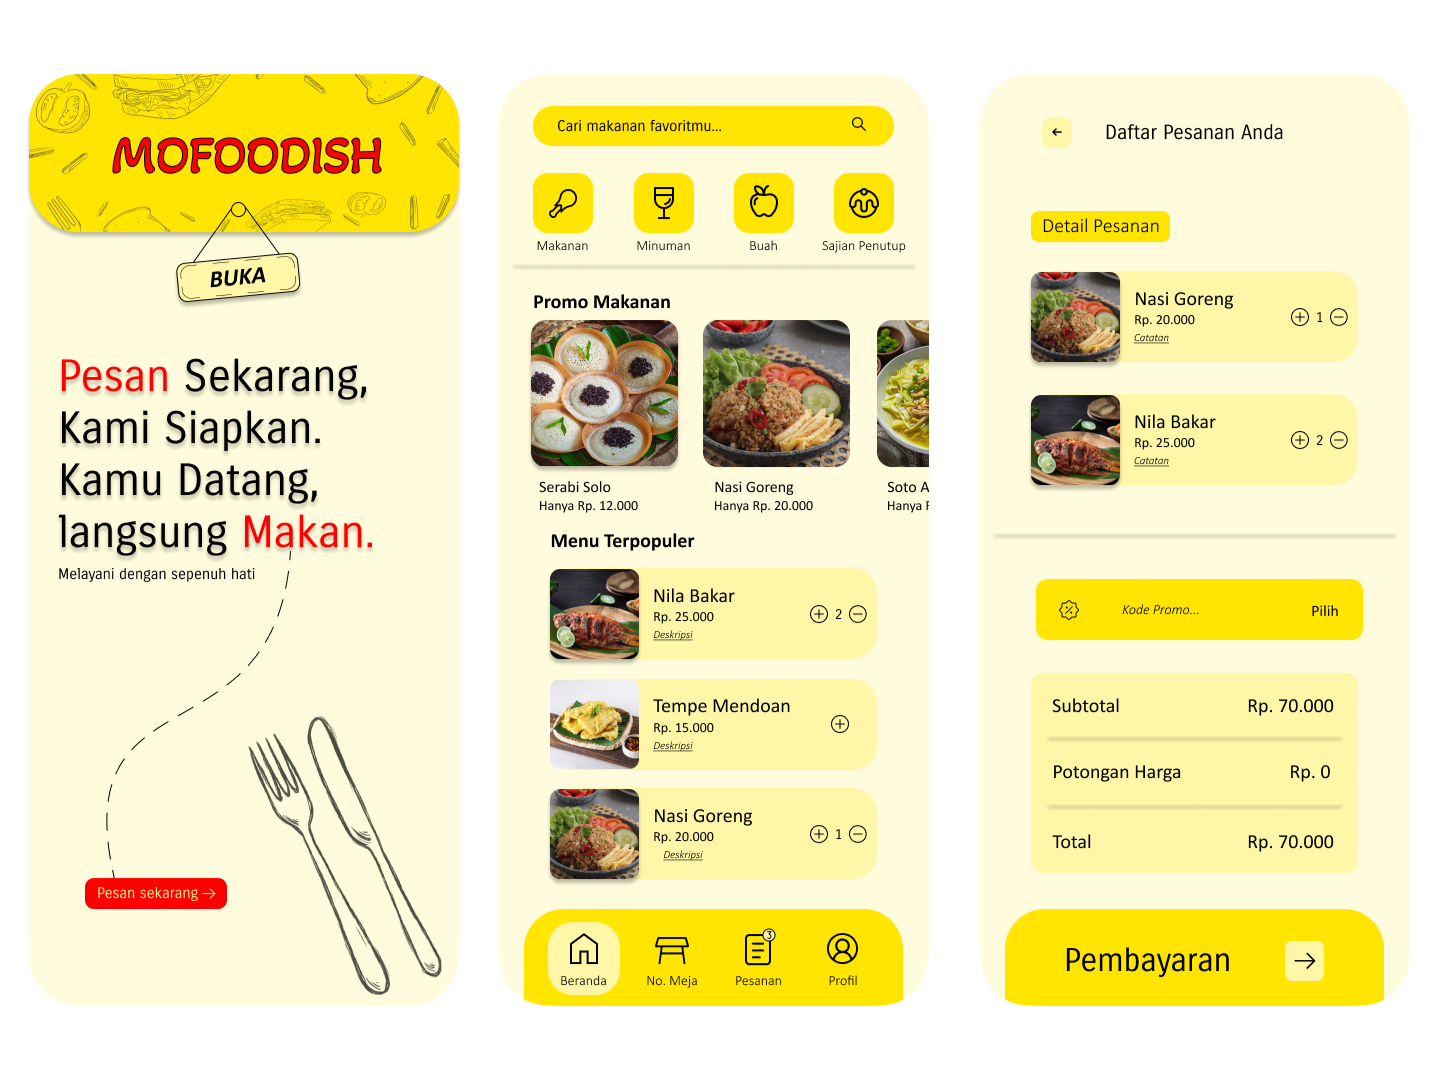 MOFOODISH
BUKA
Pesan Sekarang,
Kami Siapkan.
Kamu Datang,
langsung Makan.
Melayani dengan sepenuh hati
Pesan sekarang
Cari makanan favoritmu...
Makanan
Minuman
Buah
Sajian Penutup
Promo Makanan
Serabi Solo
Hanya Rp. 12.000
Nasi Goreng
Hanya Rp. 20.000
Soto A
Hanya R
Menu Terpopuler
Nila Bakar
Rp. 25.000
Deskripsi
2
Tempe Mendoan
Rp. 15.000
Deskripsi
Nasi Goreng
Rp. 20.000
Deskripsi
1
3
Beranda
No. Meja
Pesanan
Profil
Daftar Pesanan Anda
Detail Pesanan
Nasi Goreng
Rp. 20.000
Catatan
1
Nila Bakar
Rp. 25.000
Catatan
2
Kode Promo...
Pilih
Subtotal Rp. 70.000
Potongan Harga Rp. 0
Total Rp. 70.000
Pembayaran